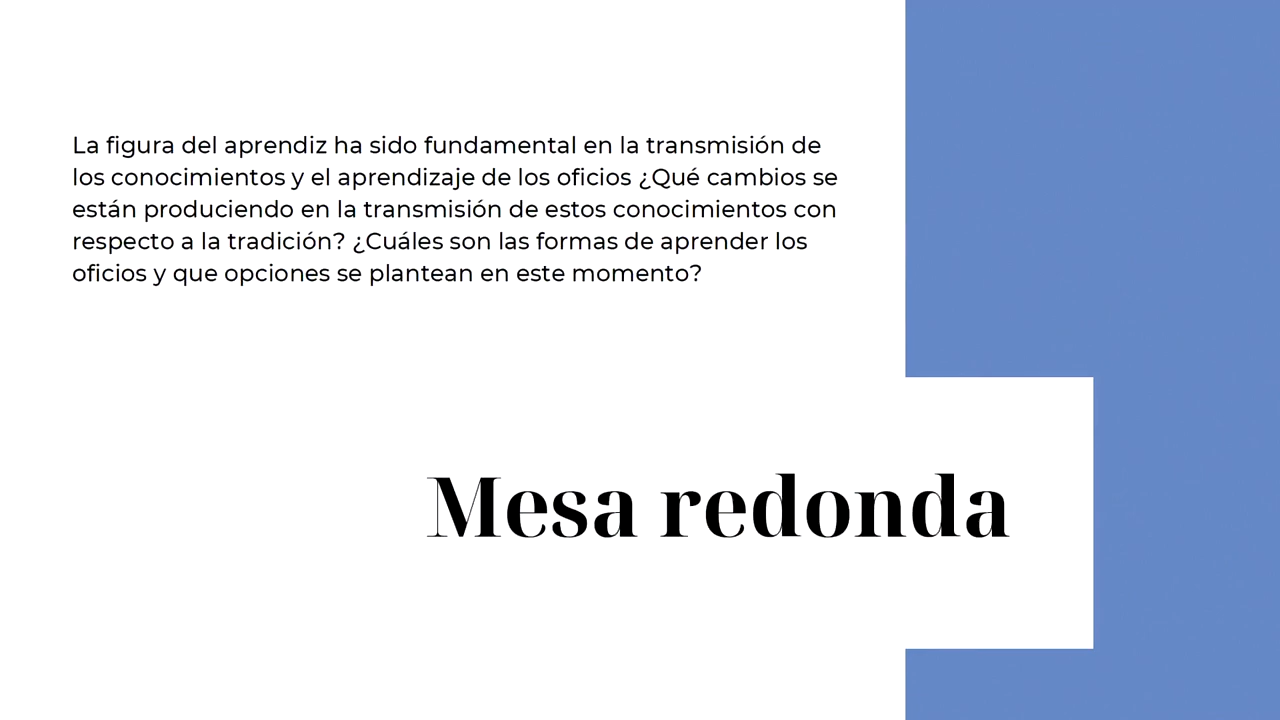 La figura del aprendiz ha sido fundamental en la transmisión de
los conocimientos y el aprendizaje de los oficios ¿Qué cambios se
están produciendo en la transmisión de estos conocimientos con
respecto a la tradición? ¿Cuáles son las formas de aprender los
oficios y que opciones se plantean en este momento?
Mesa redonda